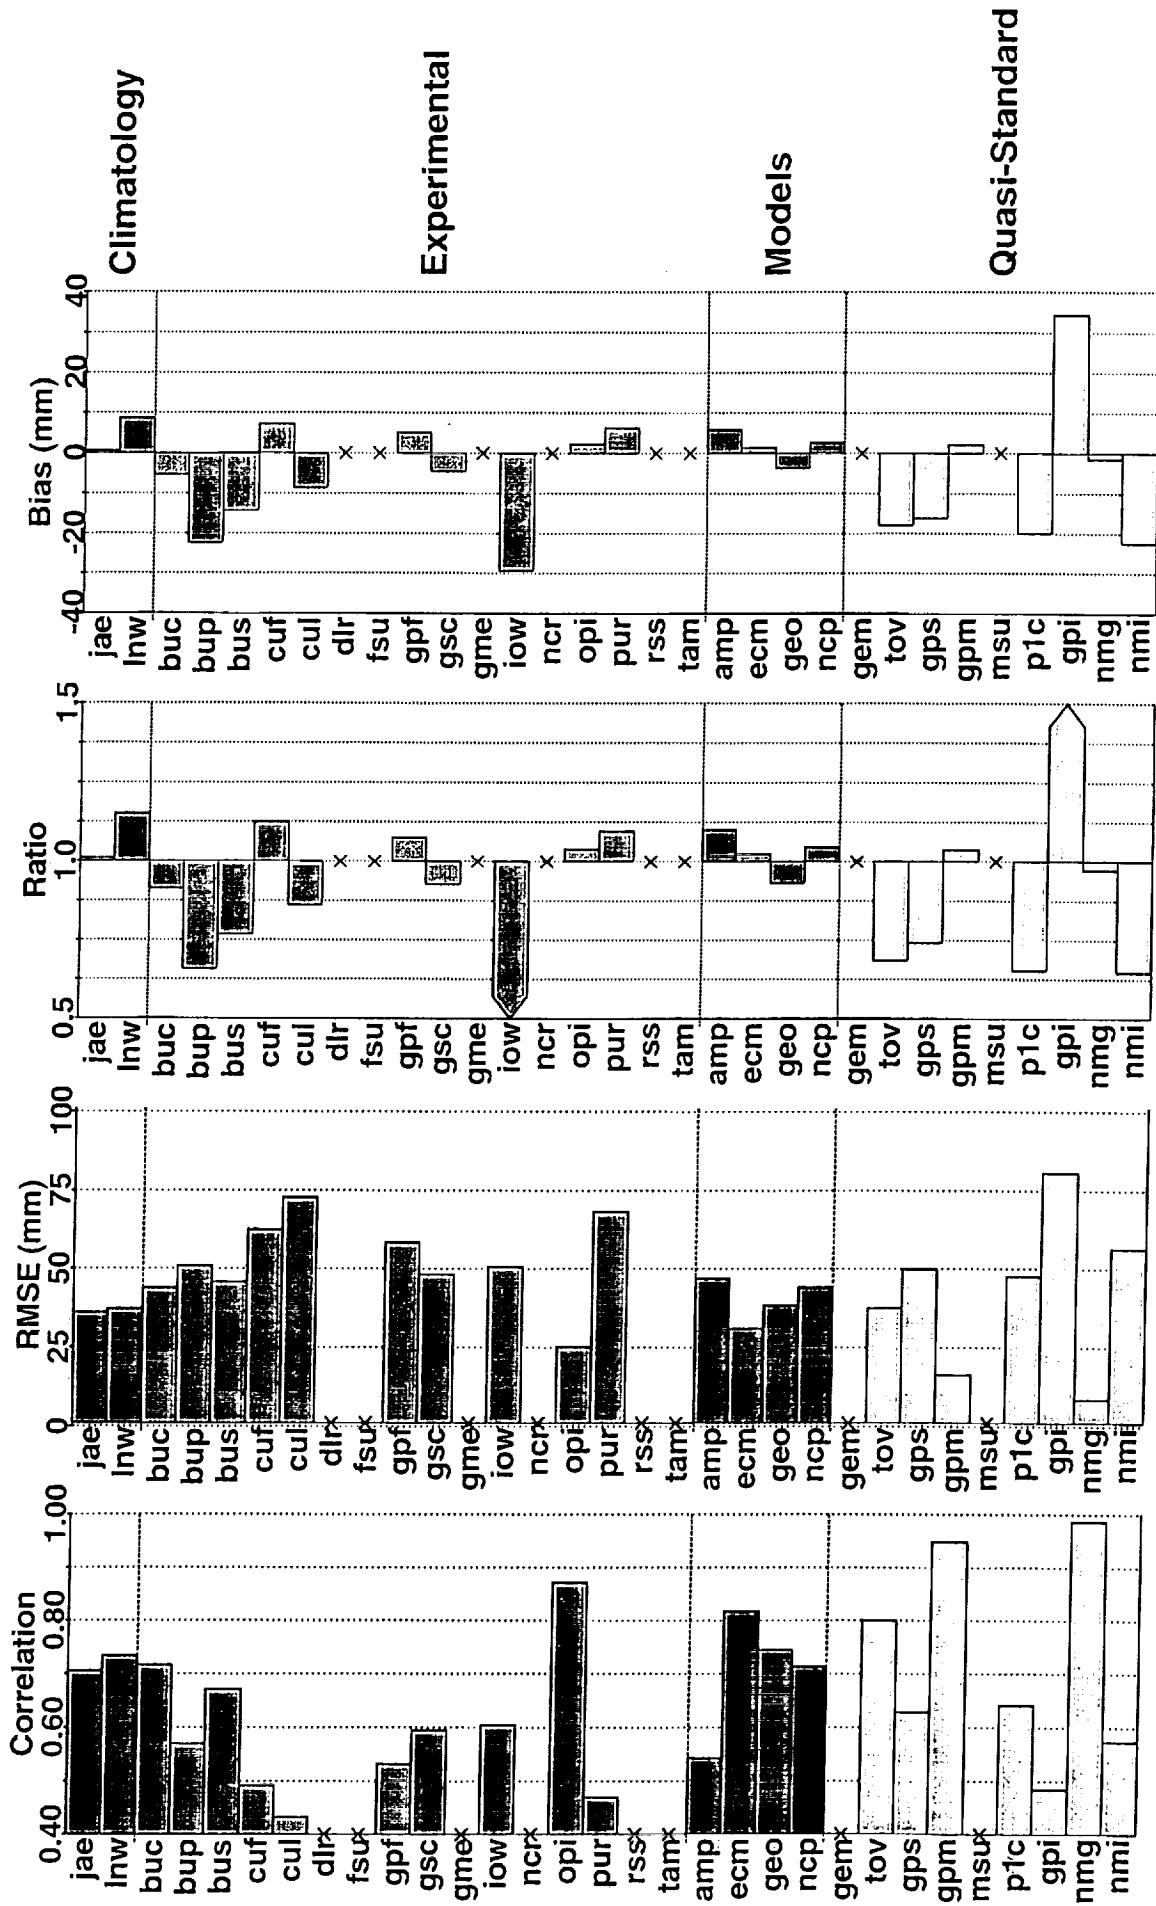 Correlation
0.40 0.60 0.80 1.00
jae
lnw
buc
bup
bus
cuf
cul
dlr
fsu
gpf
gsc
gme
iow
ncr
opi
pur
rss
tam
amp
ecm
geo
ncp
gem
tov
gps
gpm
msu
p1c
gpi
nmg
nmi
RMSE (mm)
0 25 50 75 100
jae
lnw
buc
bup
bus
cuf
cul
dlr
fsu
gpf
gsc
gme
iow
ncr
opi
pur
rss
tam
amp
ecm
geo
ncp
gem
tov
gps
gpm
msu
p1c
gpi
nmg
nmi
Ratio
0.5 1.0 1.5
jae
lnw
buc
bup
bus
cuf
cul
dlr
fsu
gpf
gsc
gme
iow
ncr
opi
pur
rss
tam
amp
ecm
geo
ncp
gem
tov
gps
gpm
msu
p1c
gpi
nmg
nmi
Bias (mm)
-40 -20 0 20 40
jae
lnw
buc
bup
bus
cuf
cul
dlr
fsu
gpf
gsc
gme
iow
ncr
opi
pur
rss
tam
amp
ecm
geo
ncp
gem
tov
gps
gpm
msu
p1c
gpi
nmg
nmi
Climatology
Experimental
Models
Quasi-Standard